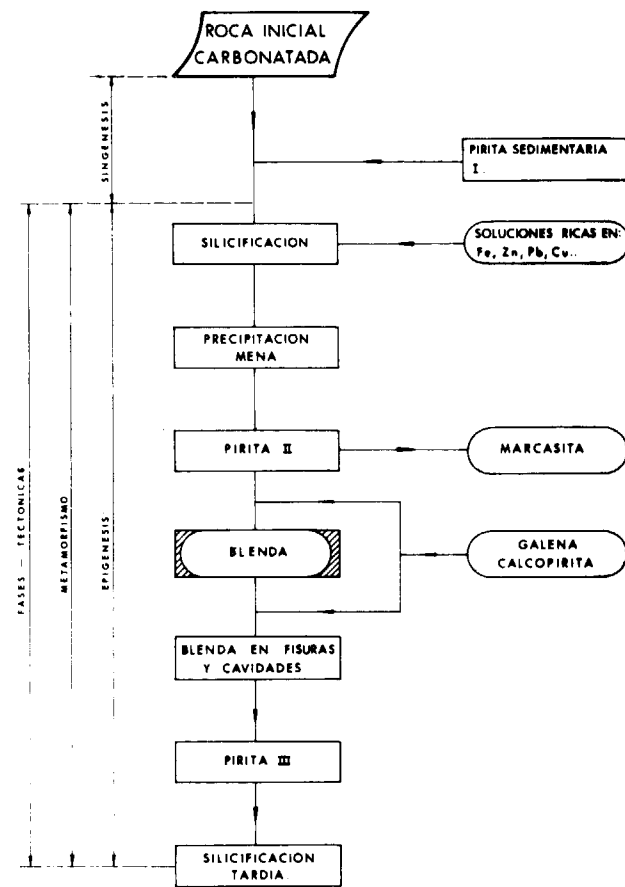 ROCA INICIAL
CARBONATADA
SINGENESIS
PIRITA SEDIMENTARIA
I..
SILICIFICACION
SOLUCIONES RICAS EN:
Fe, Zn, Pb, Cu..
PRECIPITACION
MENA
PIRITA II
MARCASITA
FASES — TECTONICAS
METAMORFISMO
EPIGENESIS
BLENDA
GALENA
CALCOPIRITA
BLENDA EN FISURAS
Y CAVIDADES
PIRITA III
SILICIFICACION
TARDIA